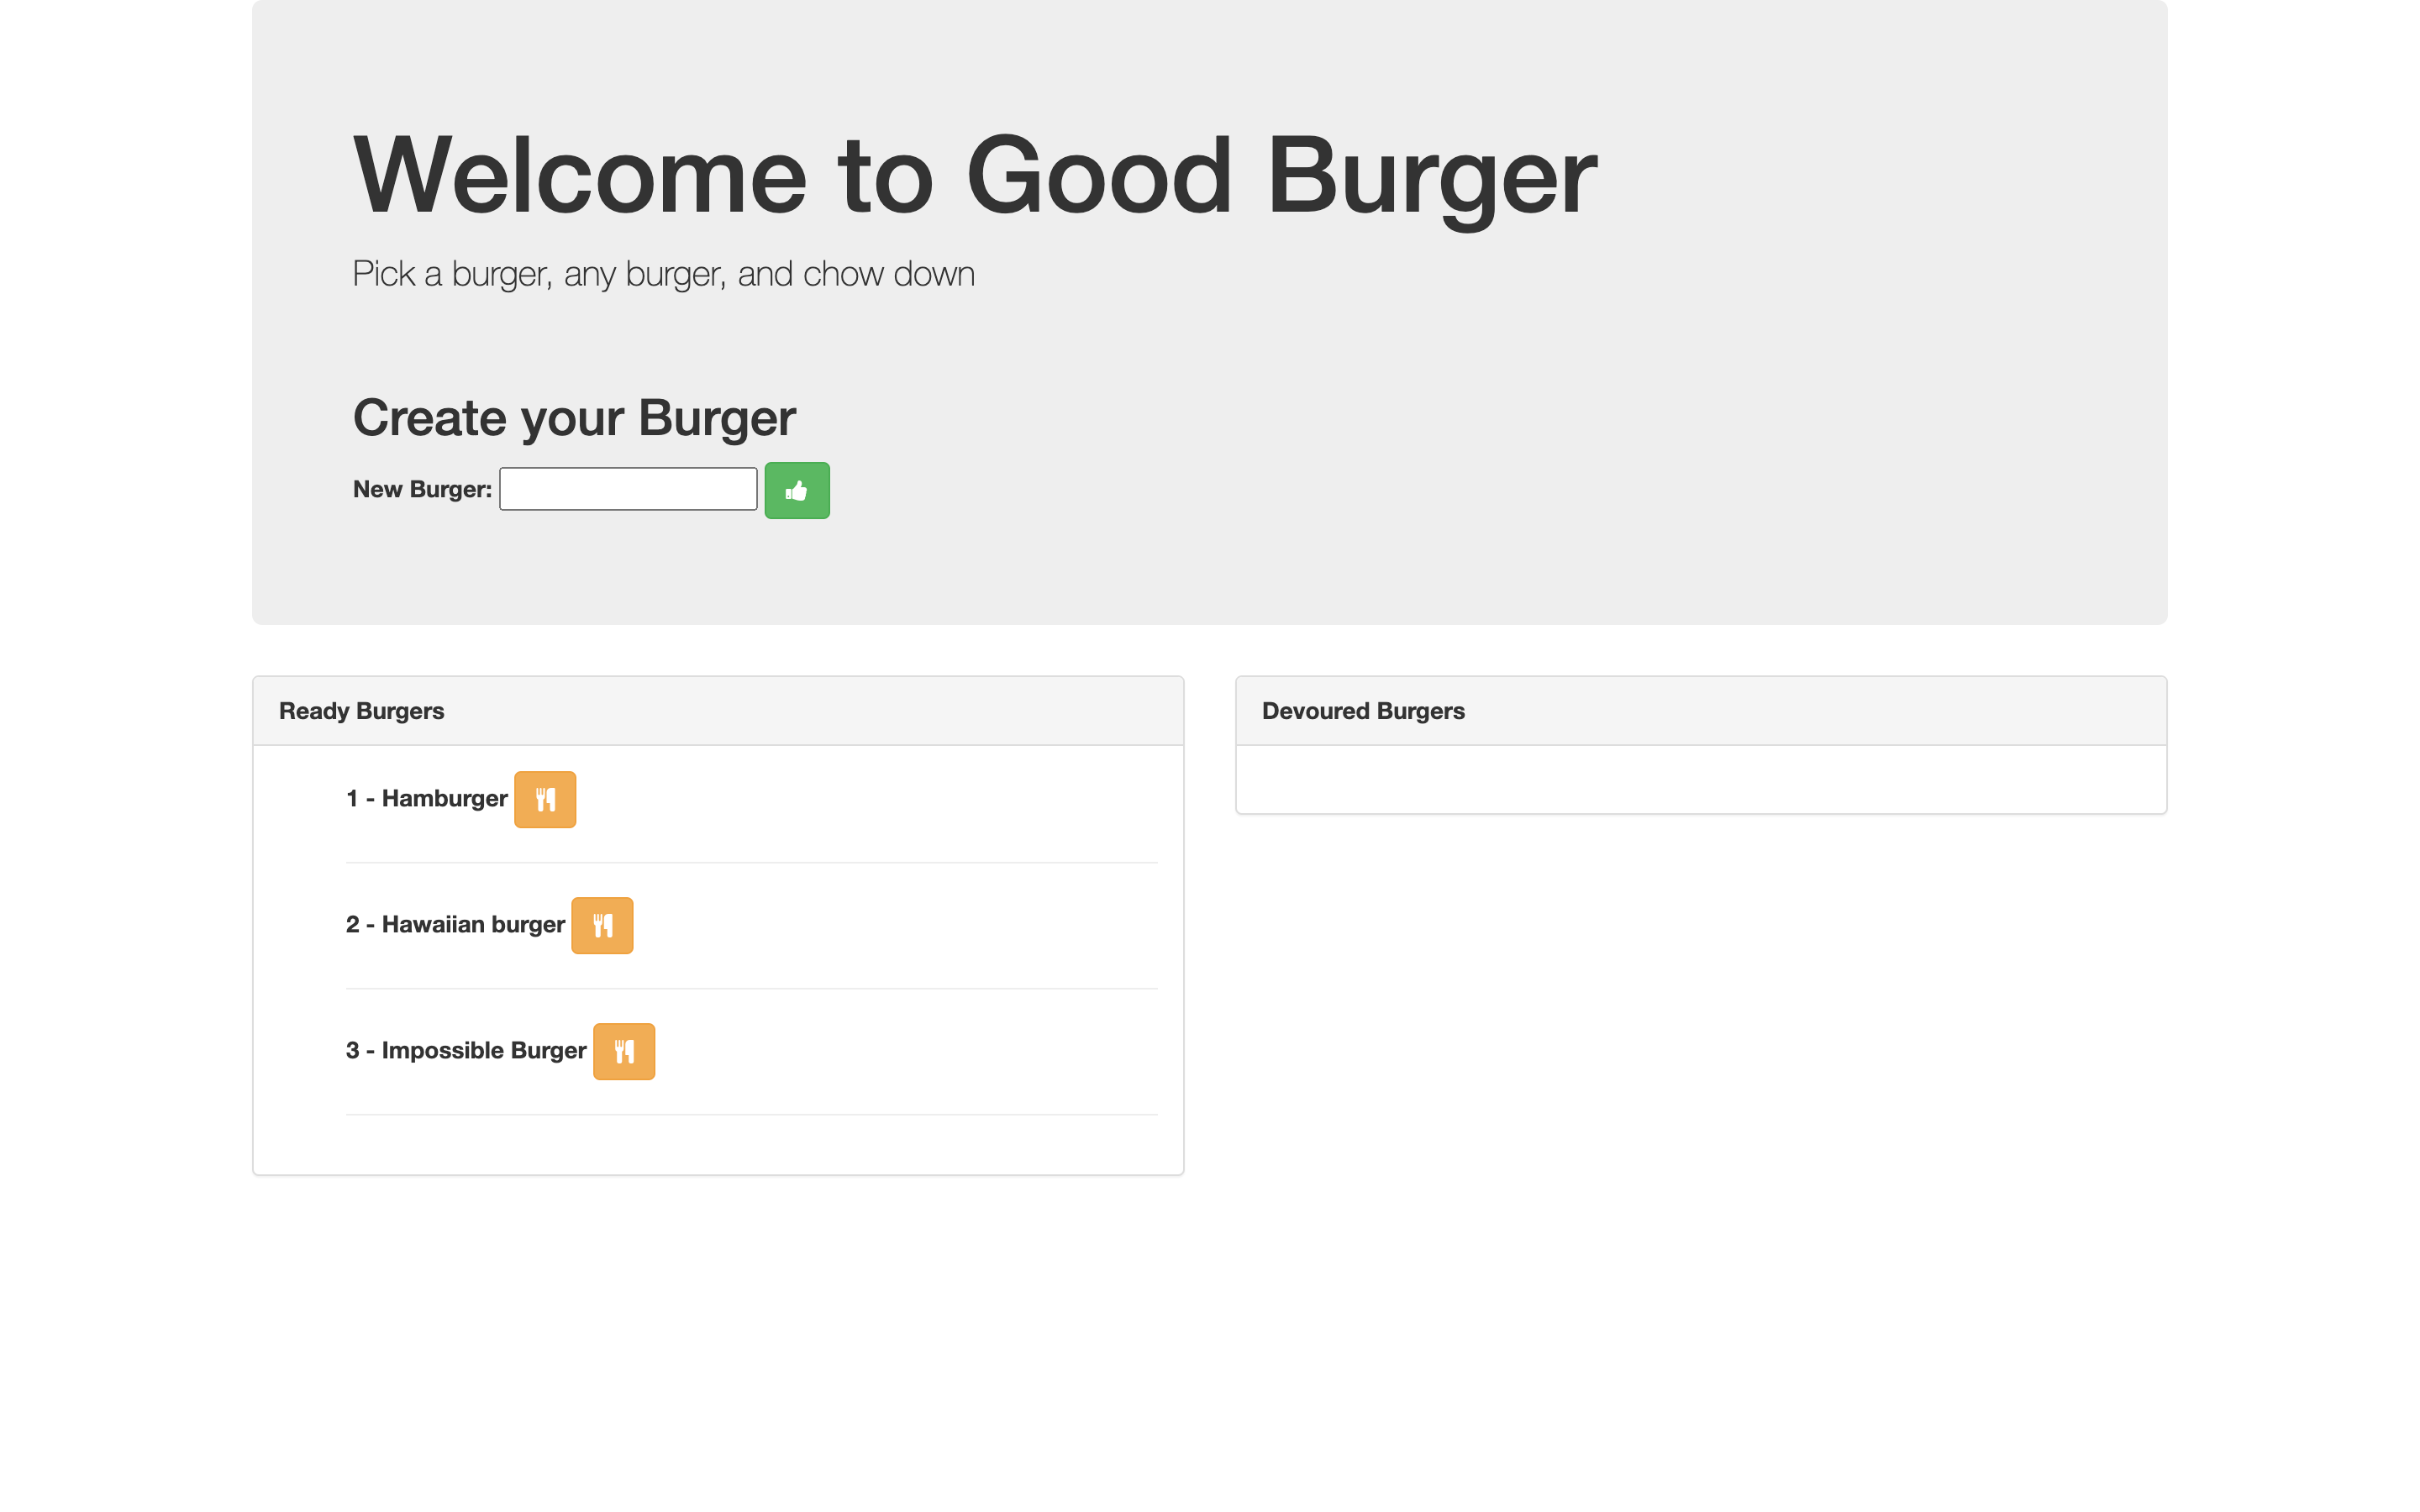 Welcome to Good Burger
Pick a burger, any burger, and chow down
Create your Burger
New Burger:
Ready Burgers
1 - Hamburger
2 - Hawaiian burger
3 - Impossible Burger
Devoured Burgers